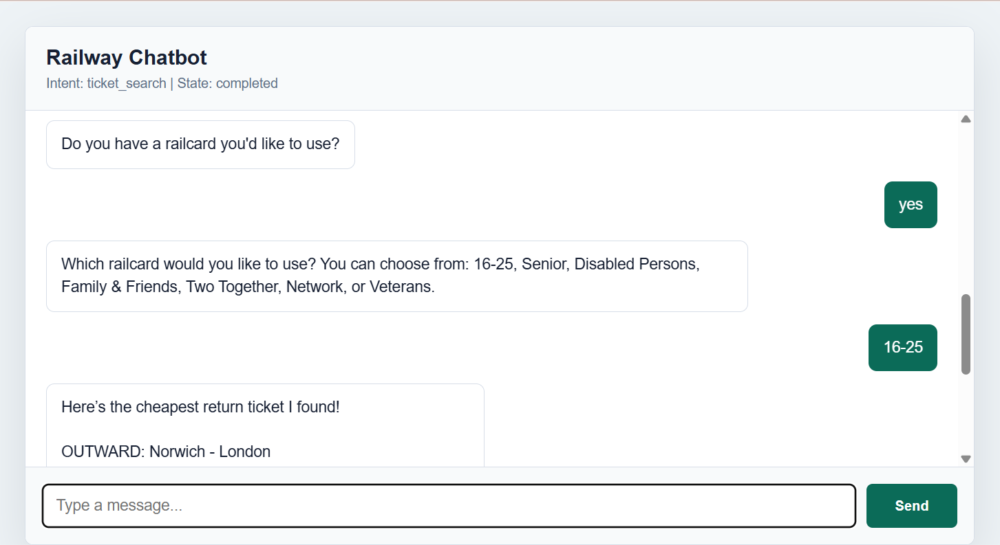 Railway Chatbot
Intent: ticket_search | State: completed
Do you have a railcard you'd like to use?
yes
Which railcard would you like to use? You can choose from: 16-25, Senior, Disabled Persons,
Family & Friends, Two Together, Network, or Veterans.
16-25
Here’s the cheapest return ticket I found!
OUTWARD: Norwich - London
Type a message...
Send